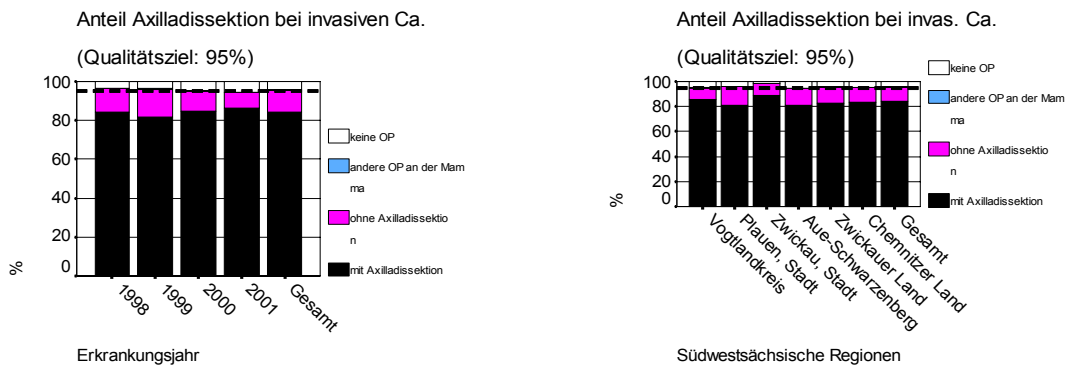 Anteil Axilladissektion bei invasiven Ca.
(Qualitätsziel: 95%)
100
80
60
40
20
0
%
keine OP
andere OP an der Mam
ma
ohne Axilladissektio
n
mit Axilladissektion
1998
1999
2000
2001
Gesamt
Erkrankungsjahr
Anteil Axilladissektion bei invas. Ca.
(Qualitätsziel: 95%)
100
80
60
40
20
0
%
keine OP
andere OP an der Mam
ma
ohne Axilladissektio
n
mit Axilladissektion
Vogtlandkreis
Plauen, Stadt
Zwickau, Stadt
Aue-Schwarzenberg
Zwickauer Land
Chemnitzer Land
Gesamt
Südwestsächsische Regionen